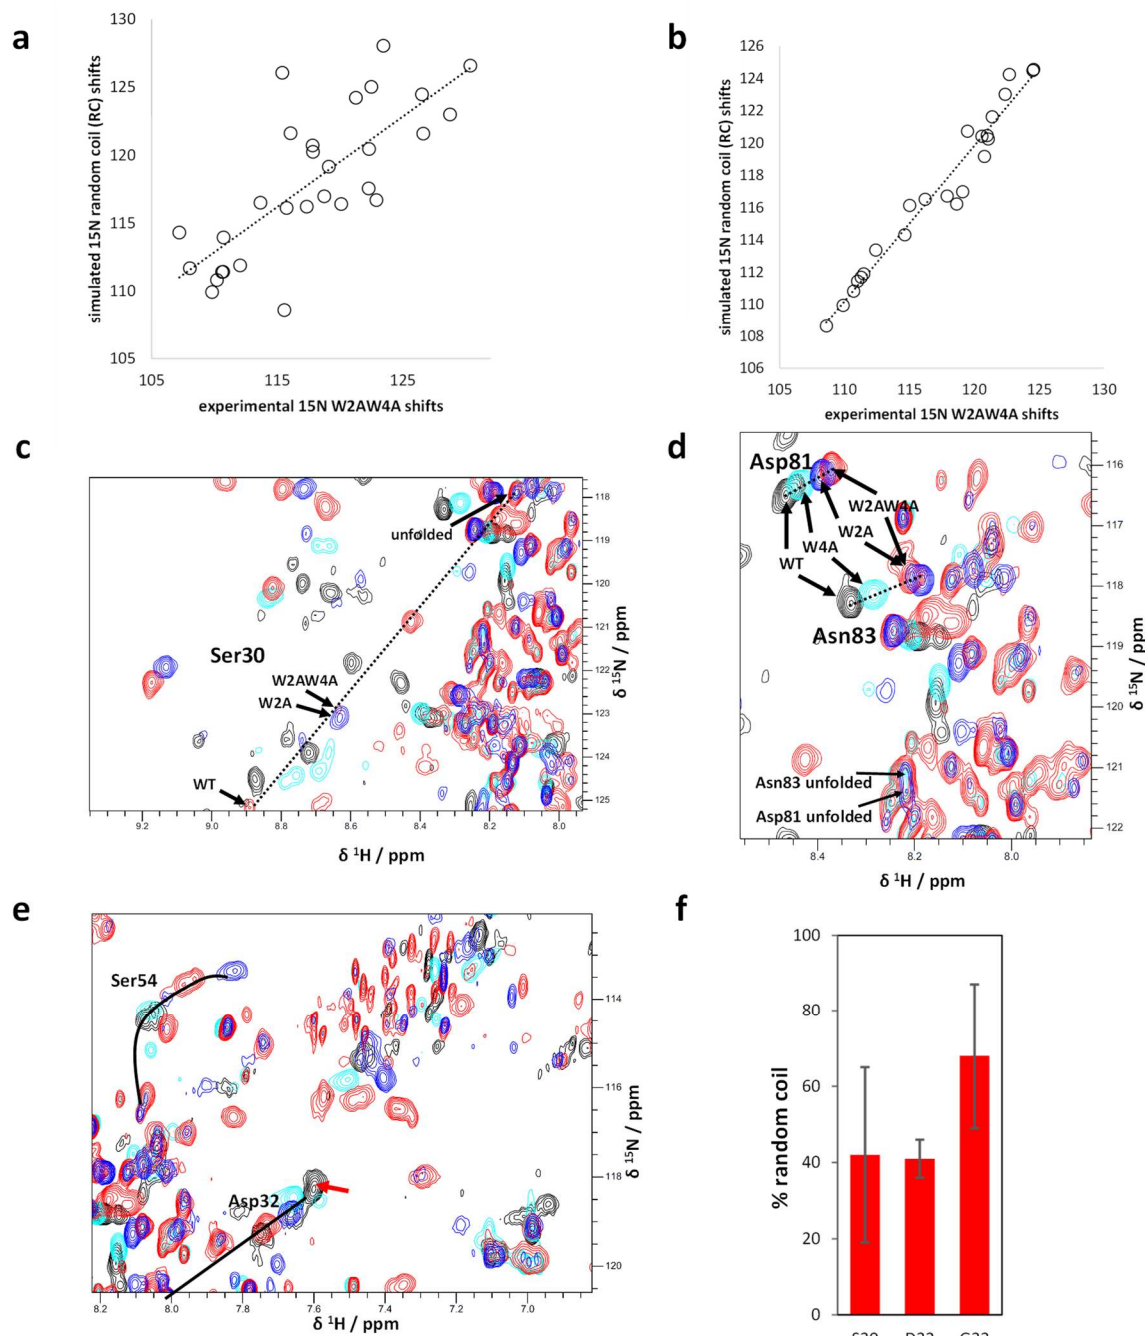 a
130
125
120
115
110
105
simulated 15N random coil (RC) shifts
105
115
125
experimental 15N W2AW4A shifts
b
126
124
122
120
118
116
114
112
110
108
106
simulated 15N random coil (RC) shifts
105
110
115
120
125
130
experimental 15N W2AW4A shifts
c
unfolded
Ser30
W2AW4A
W2A
WT
118
119
120
121
122
123
124
125
δ 15N / ppm
9.2
9.0
8.8
8.6
8.4
8.2
8.0
δ 1H / ppm
d
Asp81
W2AW4A
W2A
W4A
WT
Asn83
Asn83 unfolded
Asp81 unfolded
116
117
118
119
120
121
122
δ 15N / ppm
8.4
8.2
8.0
δ 1H / ppm
e
Ser54
Asp32
114
116
118
120
δ 15N / ppm
8.2
8.0
7.8
7.6
7.4
7.2
7.0
δ 1H / ppm
f
100
80
60
40
20
0
% random coil